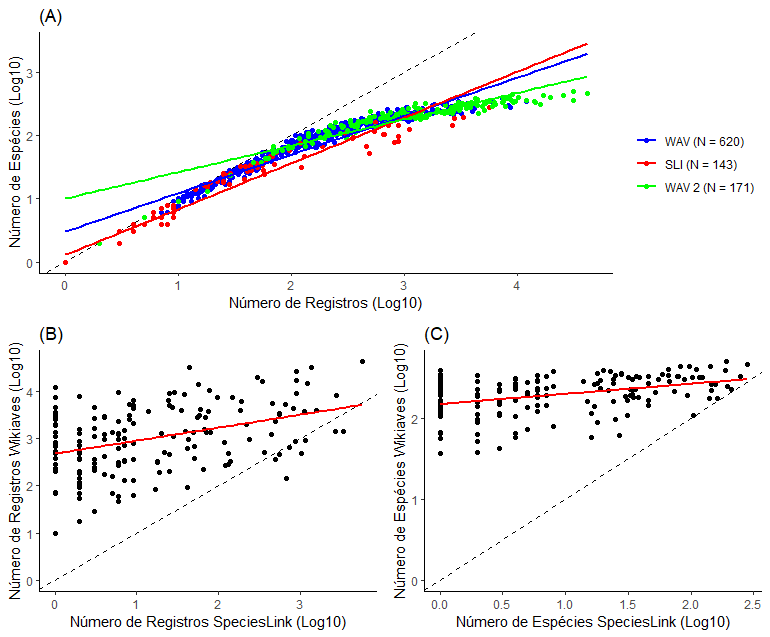 (A)
Número de Espécies (Log10)
3
2
1
0
0
1
2
3
4
Número de Registros (Log10)
WAV (N = 620)
SLI (N = 143)
WAV 2 (N = 171)
(B)
Número de Registros Wikiaves (Log10)
4
3
2
1
0
0
1
2
3
Número de Registros SpeciesLink (Log10)
(C)
Número de Espécies Wikiaves (Log10)
2
1
0
0.0
0.5
1.0
1.5
2.0
2.5
Número de Espécies SpeciesLink (Log10)